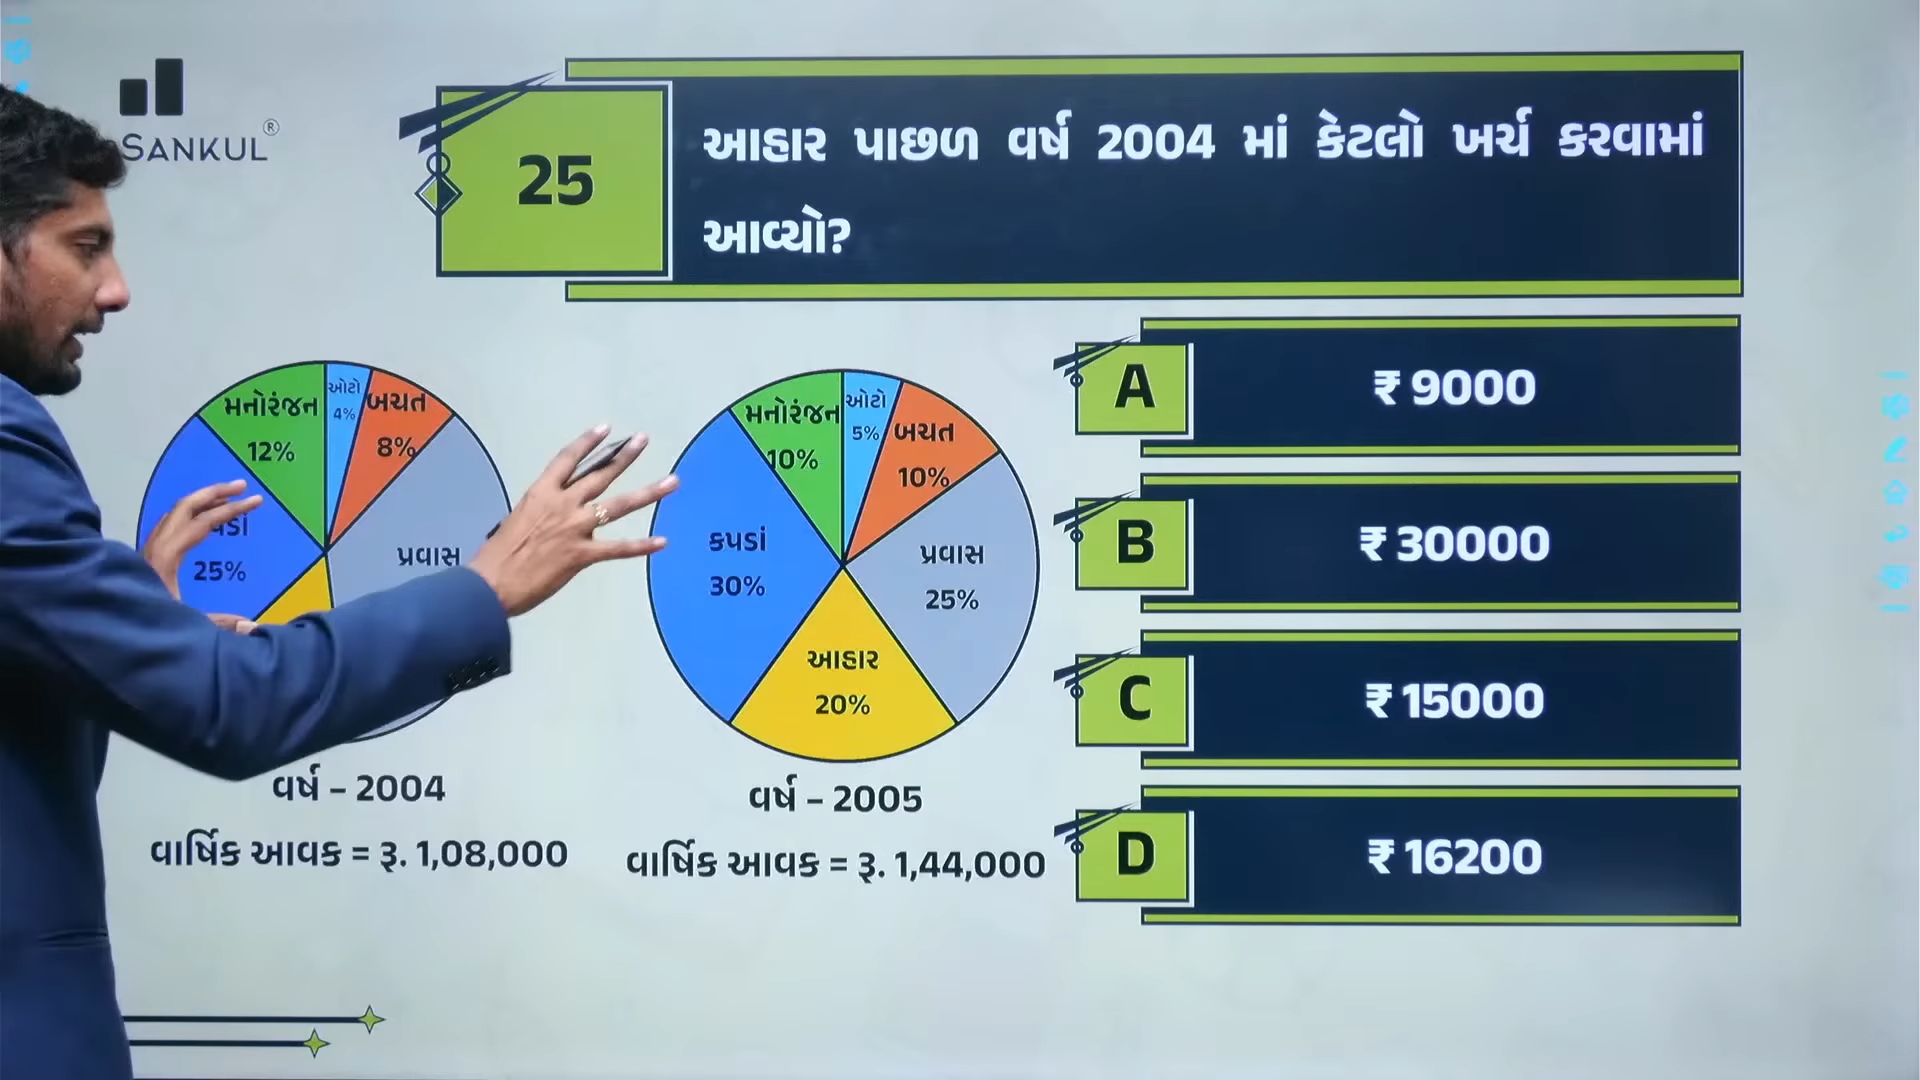 SANKUL®
25
આહાર પાછળ વર્ષ 2004 માં કેટલો ખર્ચ કરવામાં
આવ્યો?
મનોરંજન
12%
ઓટો
4%
બચત
8%
25%
પ્રવાસ
વર્ષ – 2004
વાર્ષિક આવક = રૂ. 1,08,000
મનોરંજન
10%
ઓટો
5%
બચત
10%
કપડાં
30%
પ્રવાસ
25%
આહાર
20%
વર્ષ – 2005
વાર્ષિક આવક = રૂ. 1,44,000
A
₹ 9000
B
₹ 30000
C
₹ 15000
D
₹ 16200